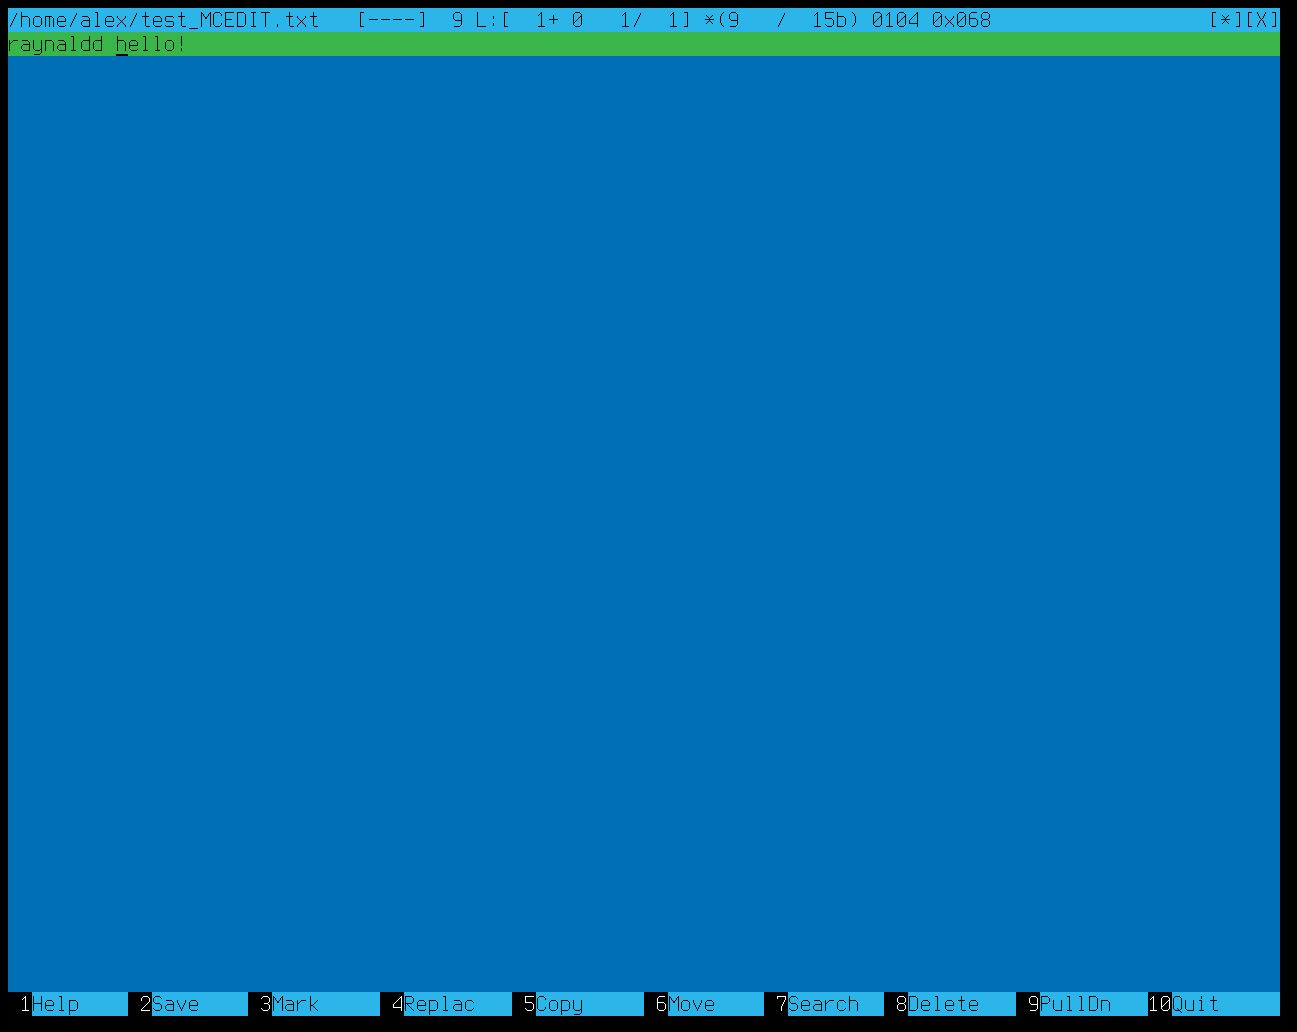 /home/alex/test_MCEDIT.txt   [----]  9 L:[  1+ 0   1/  1] *(9   /  15b) 0104 0x068                  [*][X]
raynaldd hello!
1Help 2Save 3Mark 4Replac 5Copy 6Move 7Search 8Delete 9PullDn 10Quit